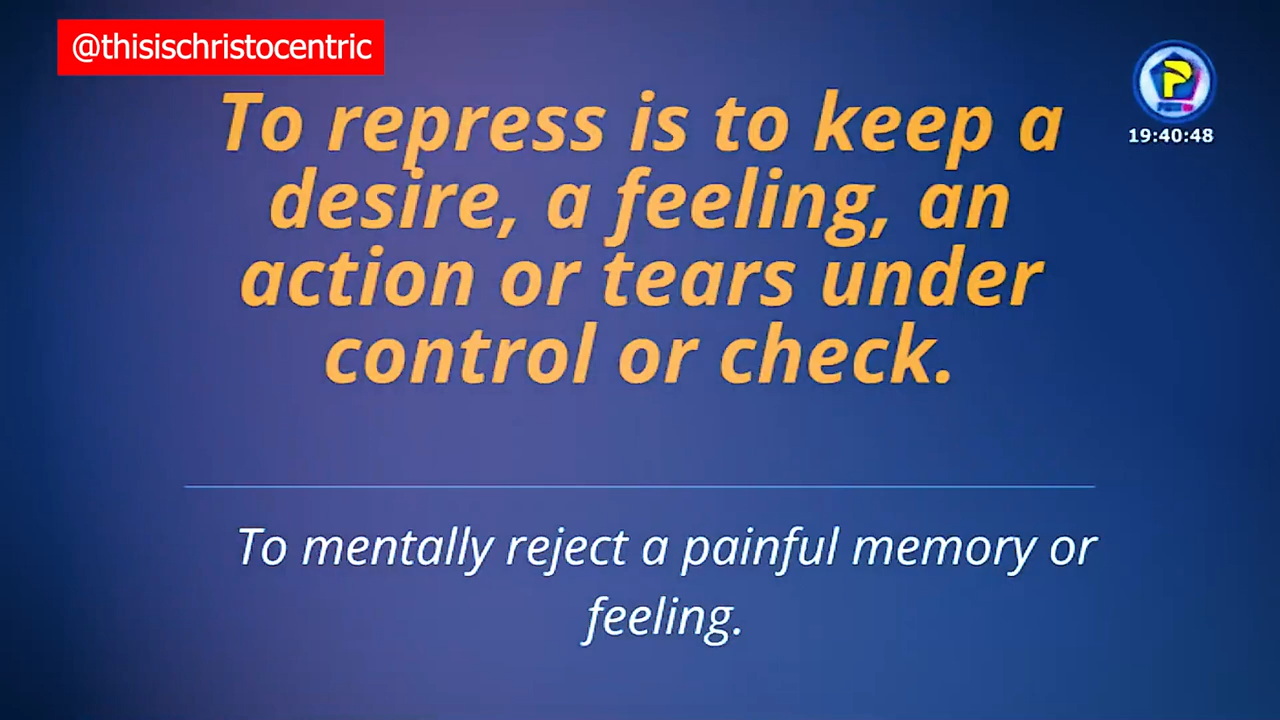 @thisischristocentric
To repress is to keep a
desire, a feeling, an
action or tears under
control or check.
19:40:48
To mentally reject a painful memory or
feeling.